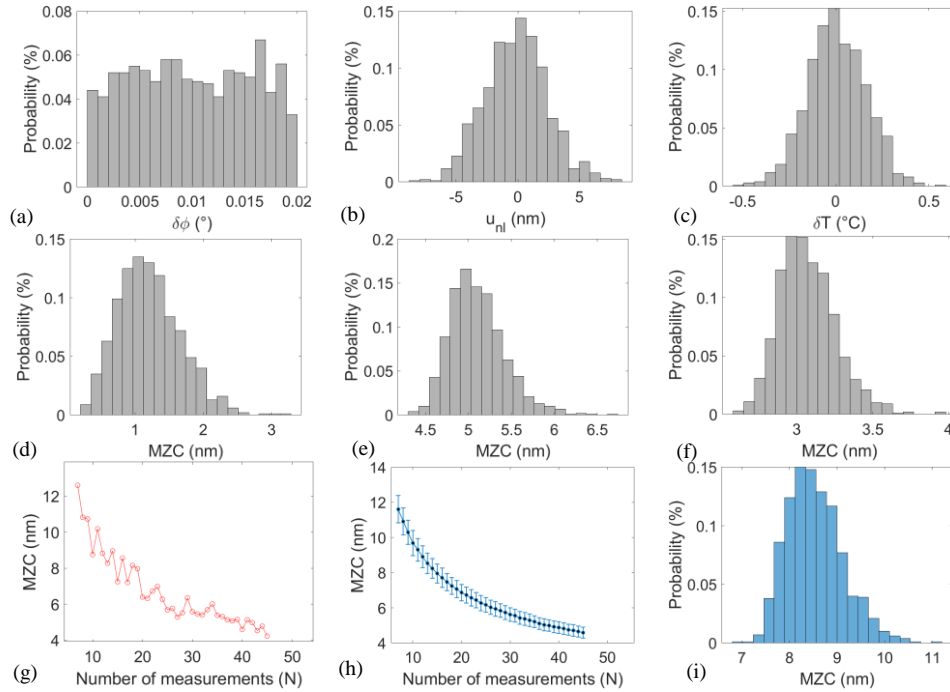 0.08
0.06
0.04
0.02
0
Probability (%)
0
0.005
0.01
0.015
0.02
δϕ (°)
(a)
0.15
0.1
0.05
0
Probability (%)
-5
0
5
u_nl (nm)
(b)
0.15
0.1
0.05
0
Probability (%)
-0.5
0
0.5
δT (°C)
(c)
0.15
0.1
0.05
0
Probability (%)
1
2
3
MZC (nm)
(d)
0.2
0.15
0.1
0.05
0
Probability (%)
4.5
5
5.5
6
6.5
MZC (nm)
(e)
0.15
0.1
0.05
0
Probability (%)
3
3.5
4
MZC (nm)
(f)
12
10
8
6
4
MZC (nm)
10
20
30
40
50
Number of measurements (N)
(g)
14
12
10
8
6
4
MZC (nm)
10
20
30
40
50
Number of measurements (N)
(h)
0.15
0.1
0.05
0
Probability (%)
7
8
9
10
11
MZC (nm)
(i)